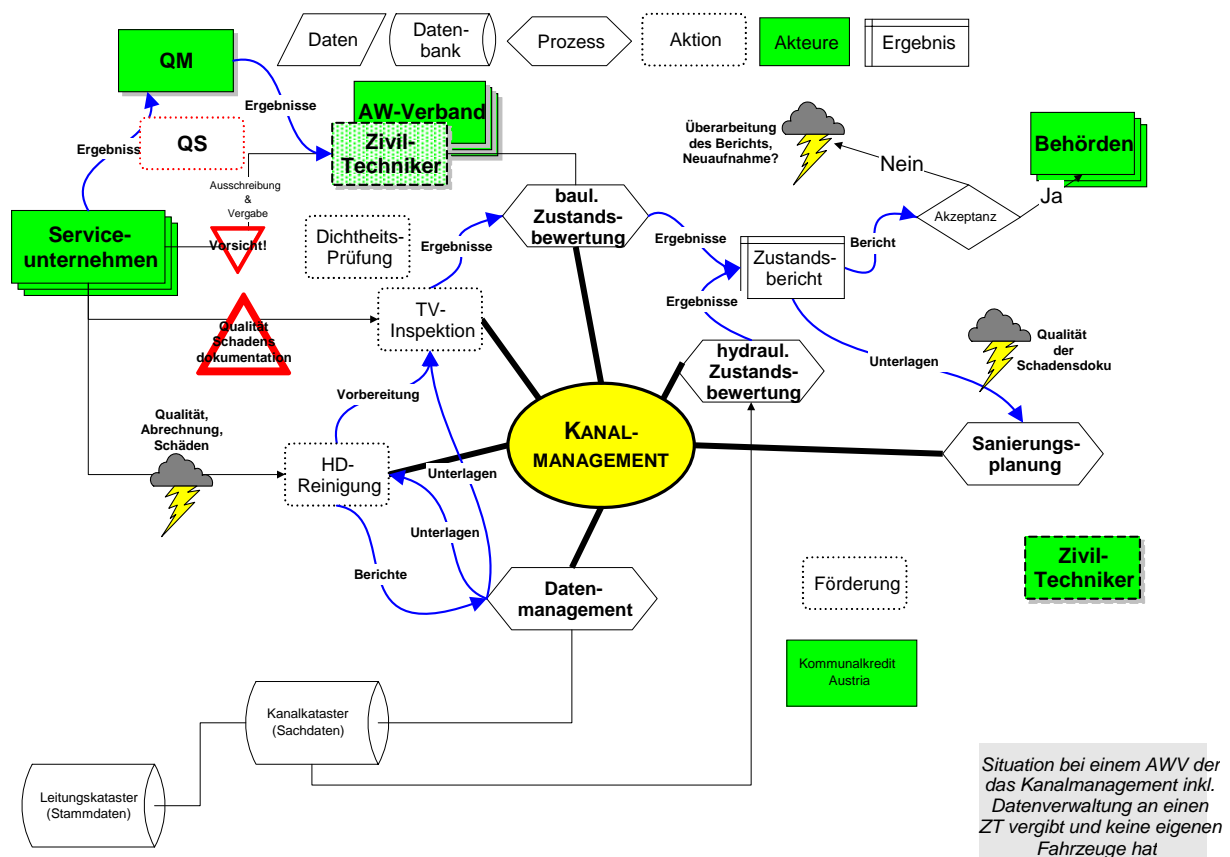 Daten
Daten-
bank
Prozess
Aktion
Akteure
Ergebnis
QM
Ergebnisse
AW-Verband
Zivil-
Techniker
QS
Ergebniss
Ausschreibung
&
Vergabe
Vorsicht!
Service-
unternehmen
Überarbeitung
des Berichts,
Neuaufnahme?
Nein
Behörden
Ja
Akzeptanz
baul.
Zustands-
bewertung
Dichtheits-
Prüfung
Ergebnisse
Ergebnisse
Bericht
Zustands-
bericht
Ergebnisse
TV-
Inspektion
Qualität
Schadens
dokumentation
hydraul.
Zustands-
bewertung
Unterlagen
Qualität
der
Schadensdoku
Vorbereitung
Qualität,
Abrechnung,
Schäden
KANAL-
MANAGEMENT
Sanierungs-
planung
HD-
Reinigung
Unterlagen
Unterlagen
Berichte
Daten-
management
Förderung
Zivil-
Techniker
Kommunalkredit
Austria
Kanalkataster
(Sachdaten)
Leitungskataster
(Stammdaten)
Situation bei einem AWV der
das Kanalmanagement inkl.
Datenverwaltung an einen
ZT vergibt und keine eigenen
Fahrzeuge hat